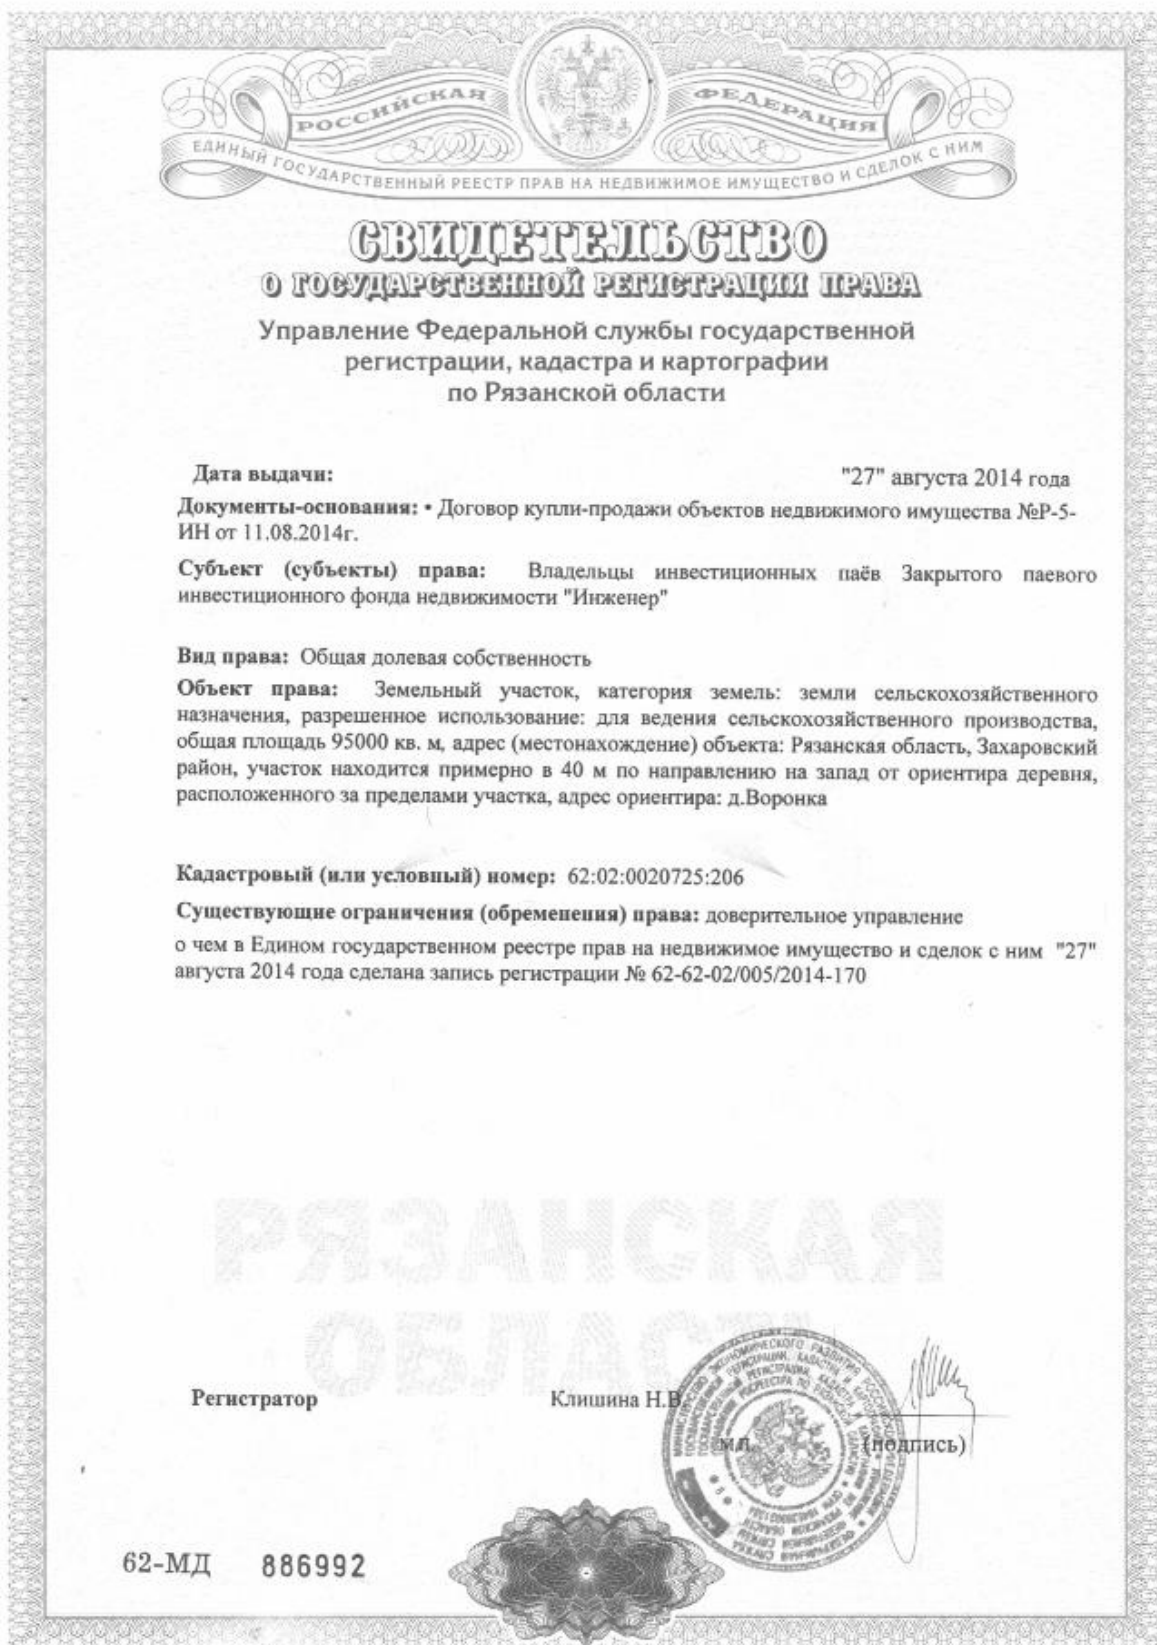 РОССИЙСКАЯ ФЕДЕРАЦИЯ
ЕДИНЫЙ ГОСУДАРСТВЕННЫЙ РЕЕСТР ПРАВ НА НЕДВИЖИМОЕ ИМУЩЕСТВО И СДЕЛОК С НИМ
СВИДЕТЕЛЬСТВО
О ГОСУДАРСТВЕННОЙ РЕГИСТРАЦИИ ПРАВА
Управление Федеральной службы государственной
регистрации, кадастра и картографии
по Рязанской области
Дата выдачи: "27" августа 2014 года
Документы-основания: • Договор купли-продажи объектов недвижимого имущества №Р-5-
ИН от 11.08.2014г.
Субъект (субъекты) права: Владельцы инвестиционных паёв Закрытого паевого
инвестиционного фонда недвижимости "Инженер"
Вид права: Общая долевая собственность
Объект права: Земельный участок, категория земель: земли сельскохозяйственного
назначения, разрешенное использование: для ведения сельскохозяйственного производства,
общая площадь 95000 кв. м, адрес (местонахождение) объекта: Рязанская область, Захаровский
район, участок находится примерно в 40 м по направлению на запад от ориентира деревня,
расположенного за пределами участка, адрес ориентира: д.Воронка
Кадастровый (или условный) номер: 62:02:0020725:206
Существующие ограничения (обременения) права: доверительное управление
о чем в Едином государственном реестре прав на недвижимое имущество и сделок с ним "27"
августа 2014 года сделана запись регистрации № 62-62-02/005/2014-170
РЯЗАНСКАЯ
Регистратор Клишина Н.В.
м.п. (подпись)
62-МД 886992